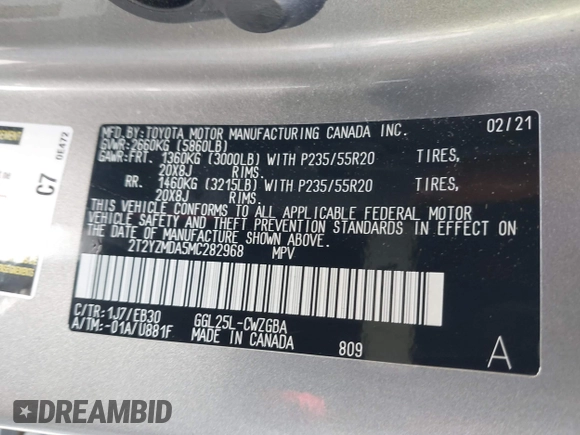 MFD.BY:TOYOTA MOTOR MANUFACTURING CANADA INC. 02/21
GVWR:2660KG (5860LB)
GAWR:FRT. 1360KG (3000LB) WITH P235/55R20 TIRES,
20X8J RIMS.
RR. 1460KG (3215LB) WITH P235/55R20 TIRES,
20X8J RIMS.
THIS VEHICLE CONFORMS TO ALL APPLICABLE FEDERAL MOTOR
VEHICLE SAFETY AND THEFT PREVENTION STANDARDS IN EFFECT ON
THE DATE OF MANUFACTURE SHOWN ABOVE.
2T2YZMDA5MC282968 MPV
C/TR:1J7/EB30 GGL25L-CWZGBA
A/TM:-01A/U881F MADE IN CANADA 809 A
C7
0E472
DREAMBID